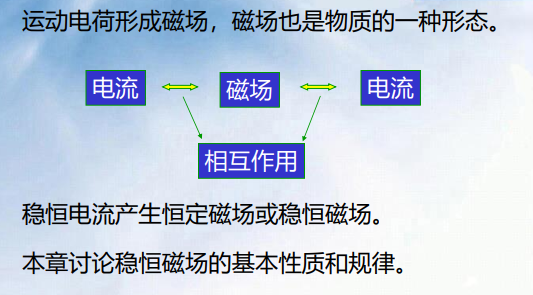 运动电荷形成磁场，磁场也是物质的一种形态。
电流 磁场 电流
相互作用
稳恒电流产生恒定磁场或稳恒磁场。
本章讨论稳恒磁场的基本性质和规律。